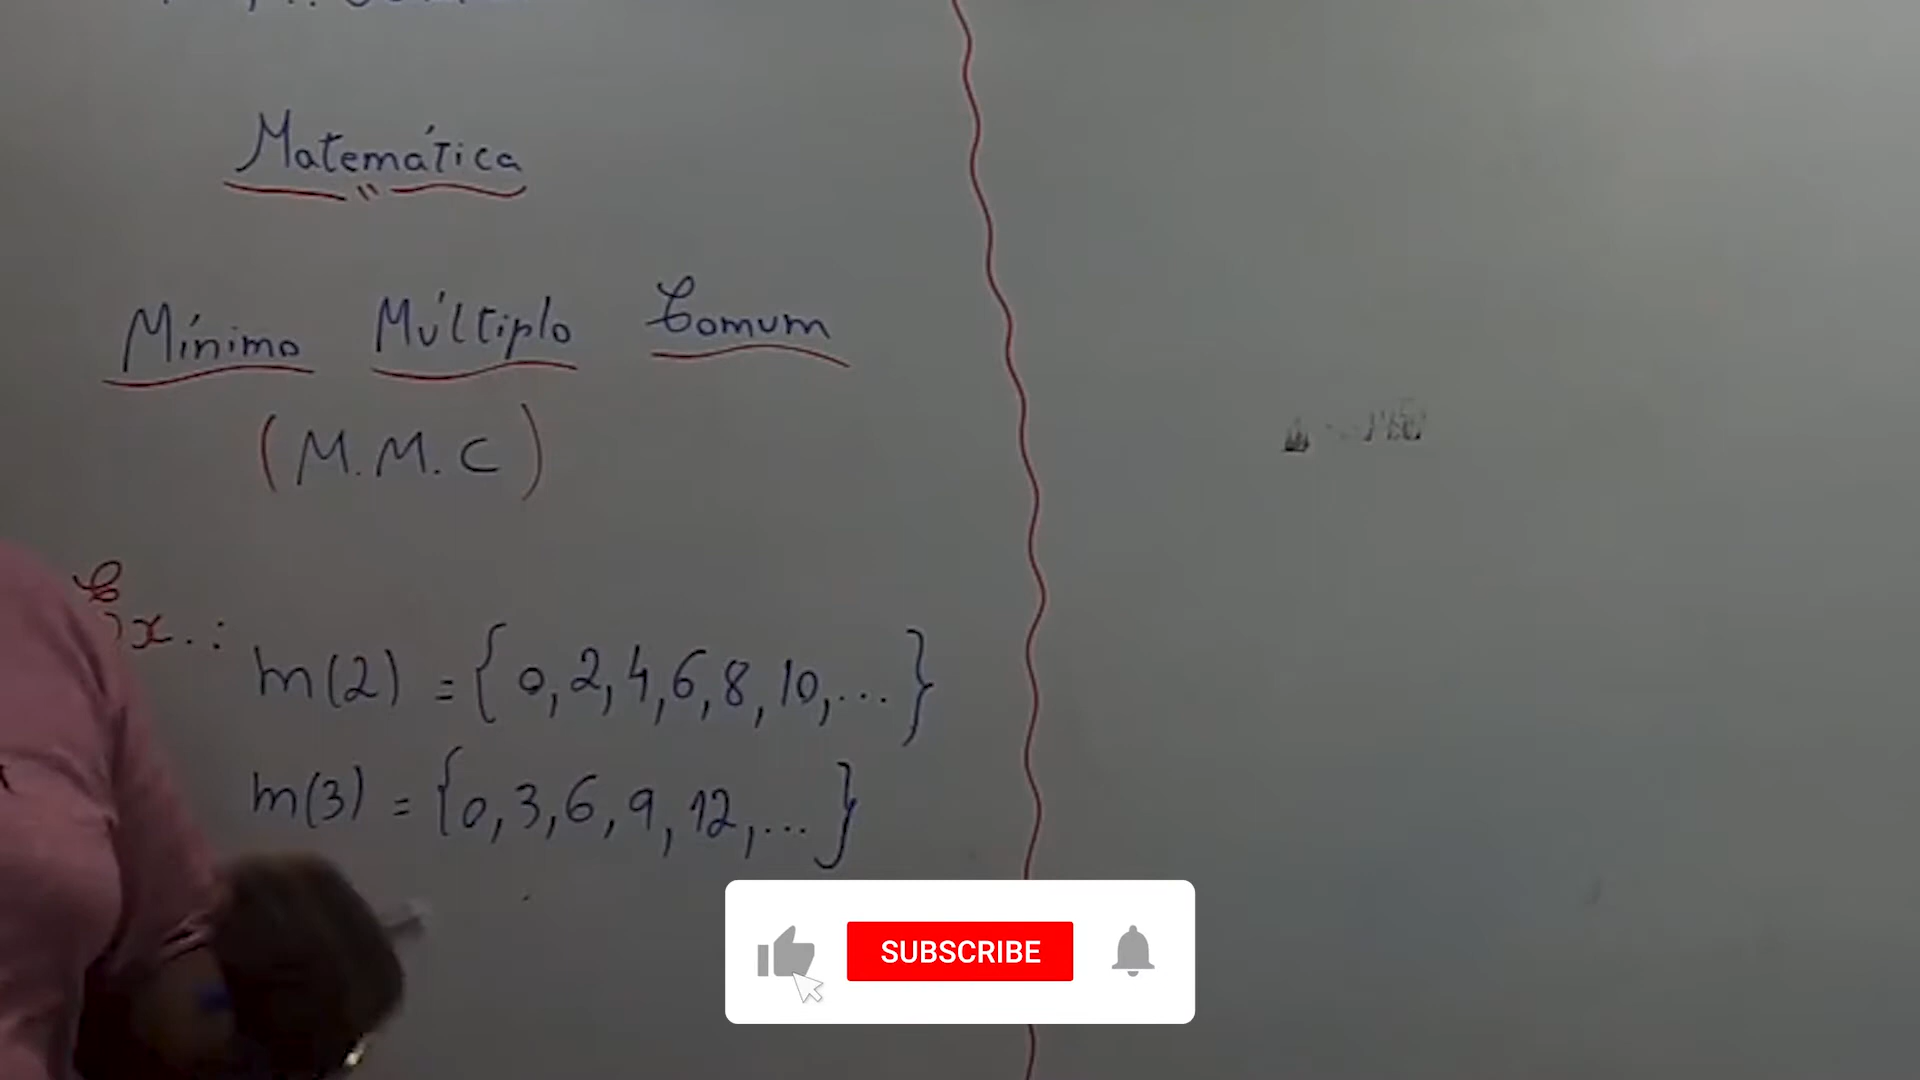 Matemática
Mínimo Múltiplo Comum
(M.M.C)
Ex.:
m(2) = {0,2,4,6,8,10,...}
m(3) = {0,3,6,9,12,...}
SUBSCRIBE